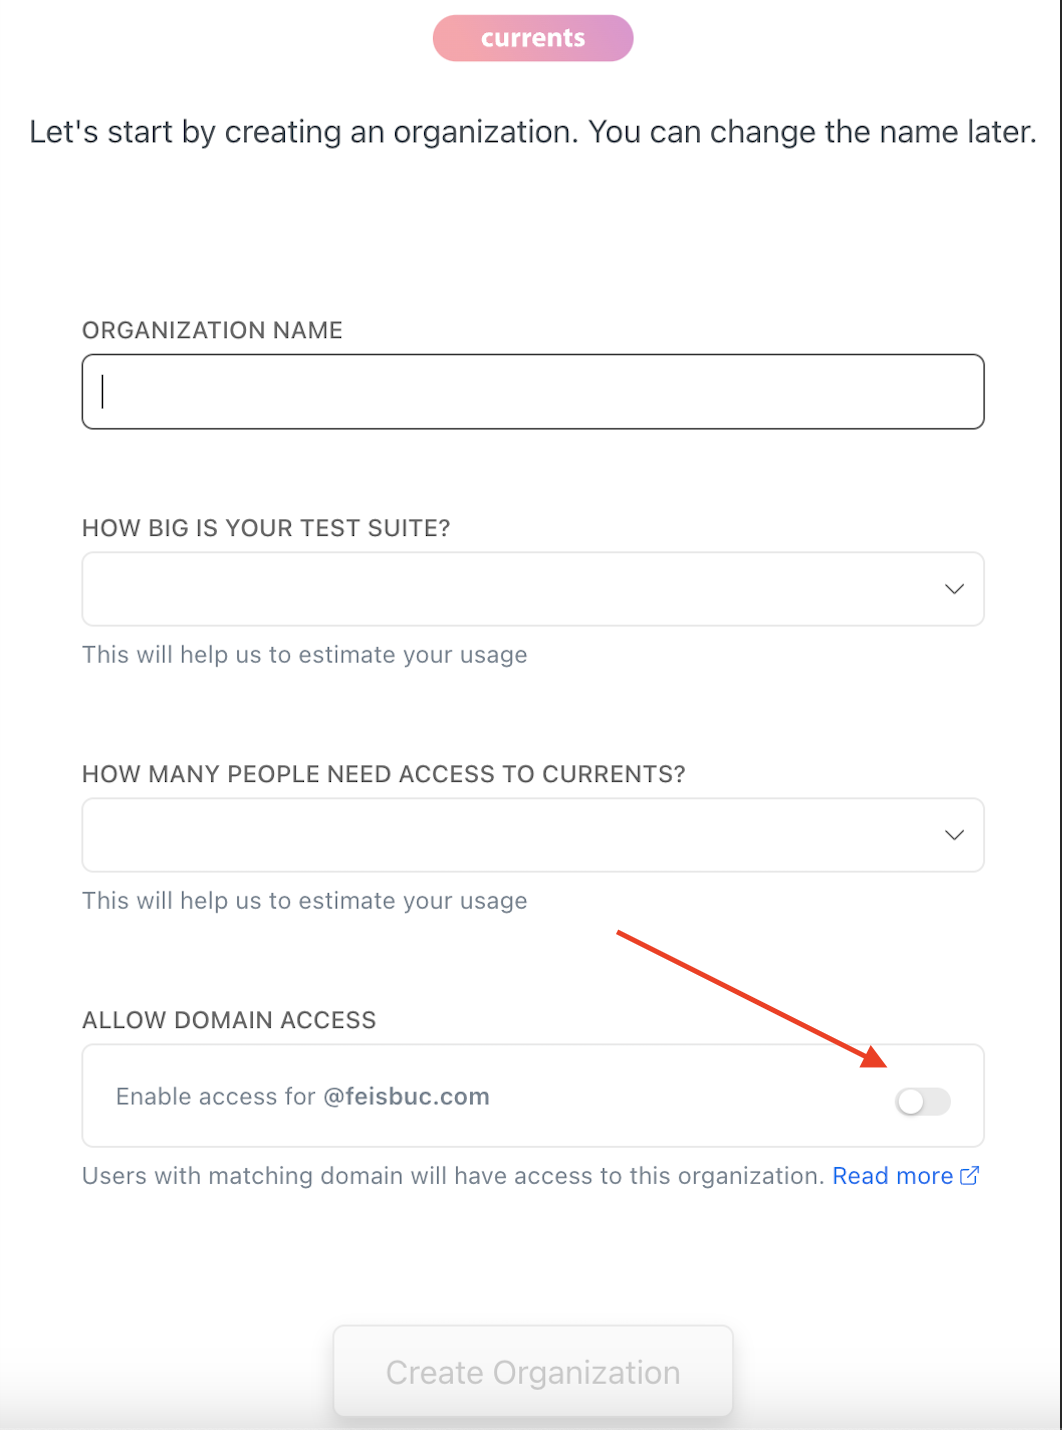 currents
Let's start by creating an organization. You can change the name later.
ORGANIZATION NAME
HOW BIG IS YOUR TEST SUITE?
This will help us to estimate your usage
HOW MANY PEOPLE NEED ACCESS TO CURRENTS?
This will help us to estimate your usage
ALLOW DOMAIN ACCESS
Enable access for @feisbuc.com
Users with matching domain will have access to this organization. Read more
Create Organization